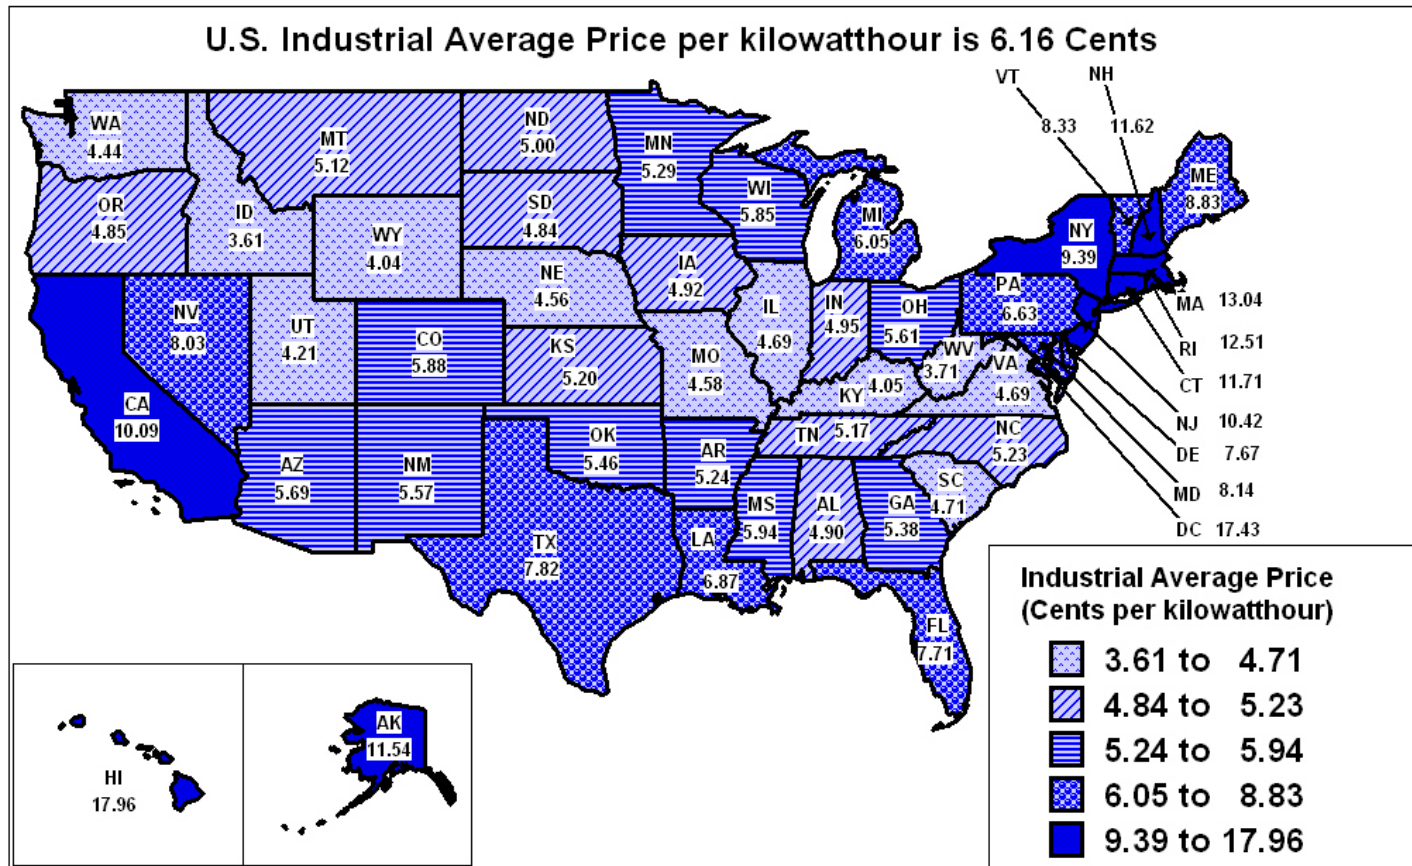 U.S. Industrial Average Price per kilowatthour is 6.16 Cents
VT
8.33
NH
11.62
WA
4.44
MT
5.12
ND
5.00
MN
5.29
WI
5.85
MI
6.05
ME
8.83
OR
4.85
ID
3.61
WY
4.04
SD
4.84
NY
9.39
NE
4.56
IA
4.92
IL
4.69
IN
4.95
OH
5.61
PA
6.63
NV
8.03
UT
4.21
CO
5.88
KS
5.20
MO
4.58
KY
4.05
WV
3.71
VA
4.69
MA 13.04
RI 12.51
CT 11.71
NJ 10.42
DE 7.67
MD 8.14
DC 17.43
CA
10.09
AZ
5.69
NM
5.57
OK
5.46
AR
5.24
TN 5.17
NC
5.23
SC
4.71
MS
5.94
AL
4.90
GA
5.38
TX
7.82
LA
6.87
FL
7.71
HI
17.96
AK
11.54
Industrial Average Price
(Cents per kilowatthour)
3.61 to 4.71
4.84 to 5.23
5.24 to 5.94
6.05 to 8.83
9.39 to 17.96